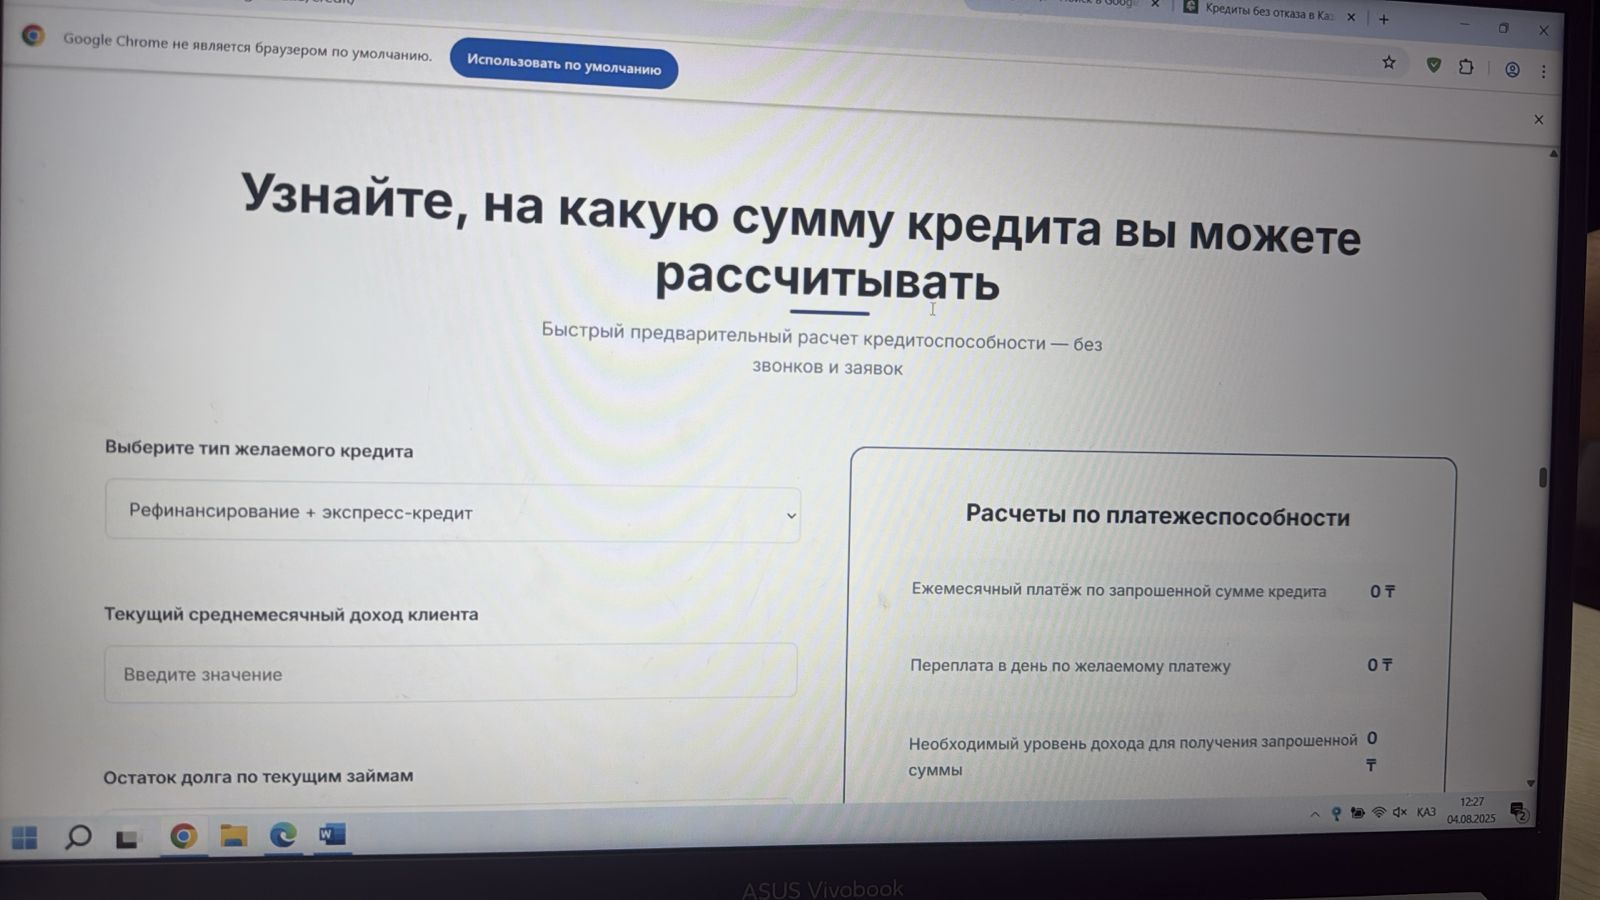 Кредиты без отказа в Каз
Google Chrome не является браузером по умолчанию.
Использовать по умолчанию
Узнайте, на какую сумму кредита вы можете
рассчитывать
Быстрый предварительный расчет кредитоспособности — без
звонков и заявок
Выберите тип желаемого кредита
Рефинансирование + экспресс-кредит
Текущий среднемесячный доход клиента
Введите значение
Остаток долга по текущим займам
Расчеты по платежеспособности
Ежемесячный платёж по запрошенной сумме кредита 0 ₸
Переплата в день по желаемому платежу 0 ₸
Необходимый уровень дохода для получения запрошенной 0
суммы ₸
КАЗ
12:27
04.08.2025
2
ASUS Vivobook